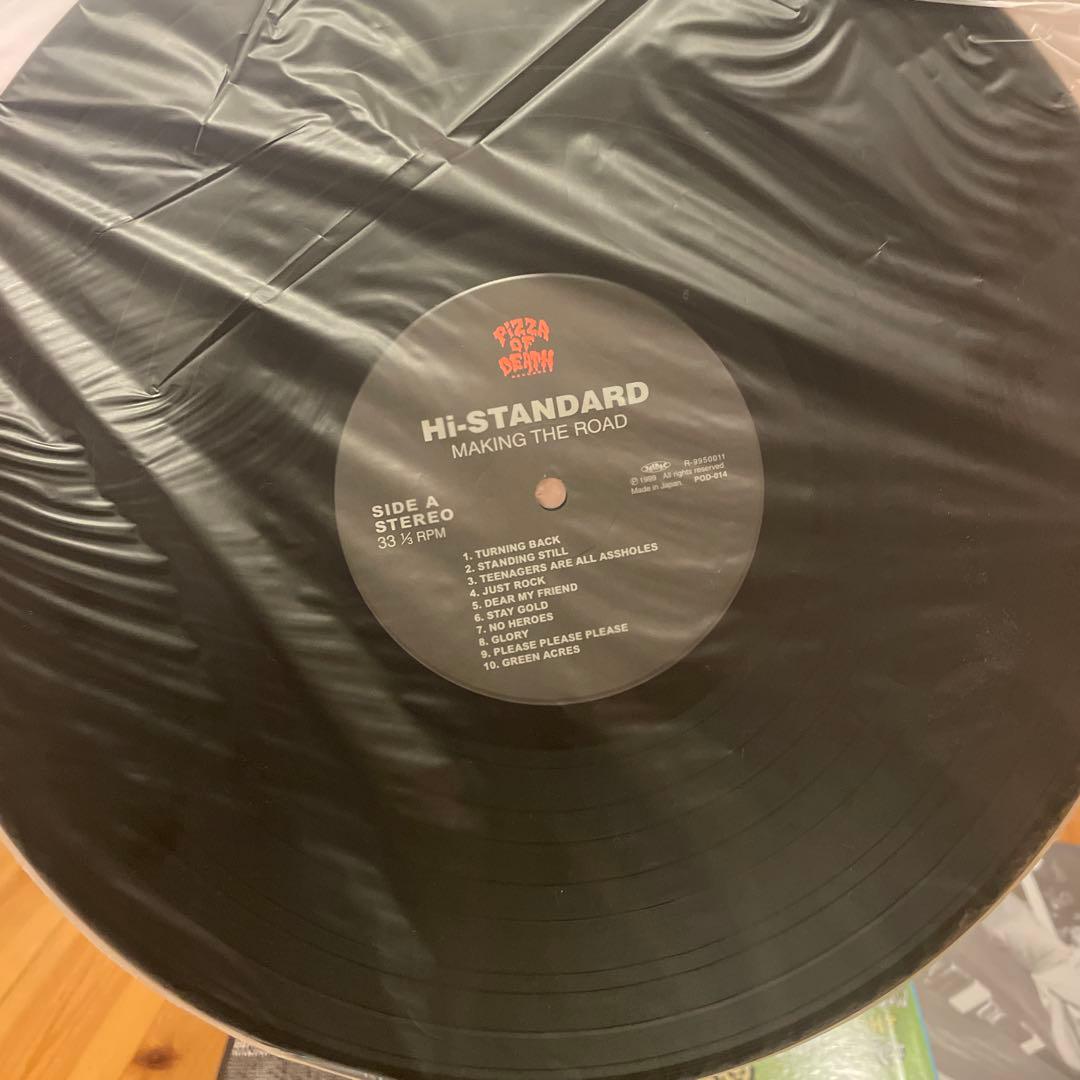 PIZZA
OF
DEATH
Hi-STANDARD
MAKING THE ROAD
SIDE A
STEREO
33 ⅓ RPM
R-9950011
℗ 1999 All rights reserved.
Made in Japan. POD-014
1. TURNING BACK
2. STANDING STILL
3. TEENAGERS ARE ALL ASSHOLES
4. JUST ROCK
5. DEAR MY FRIEND
6. STAY GOLD
7. NO HEROES
8. GLORY
9. PLEASE PLEASE PLEASE
10. GREEN ACRES